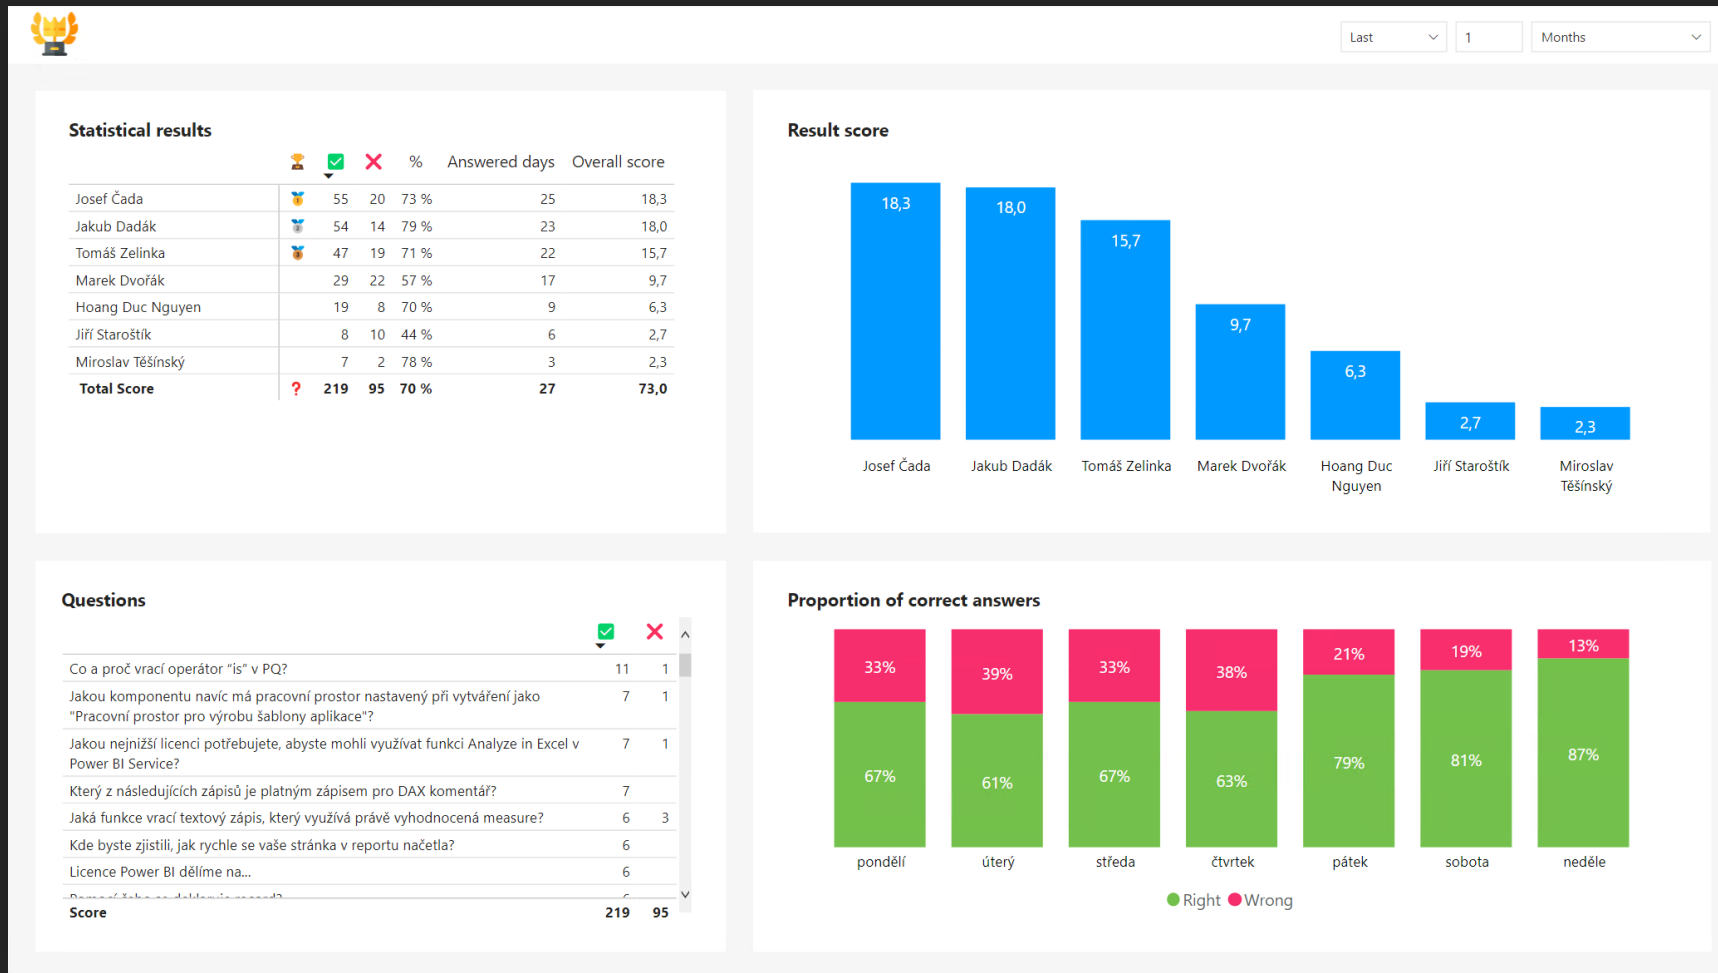 Last 1 Months
Statistical results
% Answered days Overall score
Josef Čada 55 20 73 % 25 18,3
Jakub Dadák 54 14 79 % 23 18,0
Tomáš Zelinka 47 19 71 % 22 15,7
Marek Dvořák 29 22 57 % 17 9,7
Hoang Duc Nguyen 19 8 70 % 9 6,3
Jiří Staroštík 8 10 44 % 6 2,7
Miroslav Těšínský 7 2 78 % 3 2,3
Total Score ❓ 219 95 70 % 27 73,0
Result score
18,3 18,0 15,7 9,7 6,3 2,7 2,3
Josef Čada Jakub Dadák Tomáš Zelinka Marek Dvořák Hoang Duc Jiří Staroštík Miroslav
Nguyen Těšínský
Questions
Co a proč vrací operátor “is” v PQ? 11 1
Jakou komponentu navíc má pracovní prostor nastavený při vytváření jako 7 1
"Pracovní prostor pro výrobu šablony aplikace"?
Jakou nejnižší licenci potřebujete, abyste mohli využívat funkci Analyze in Excel v 7 1
Power BI Service?
Který z následujících zápisů je platným zápisem pro DAX komentář? 7
Jaká funkce vrací textový zápis, který využívá právě vyhodnocená measure? 6 3
Kde byste zjistili, jak rychle se vaše stránka v reportu načetla? 6
Licence Power BI dělíme na... 6
Score 219 95
Proportion of correct answers
33% 39% 33% 38% 21% 19% 13%
67% 61% 67% 63% 79% 81% 87%
pondělí úterý středa čtvrtek pátek sobota neděle
Right Wrong